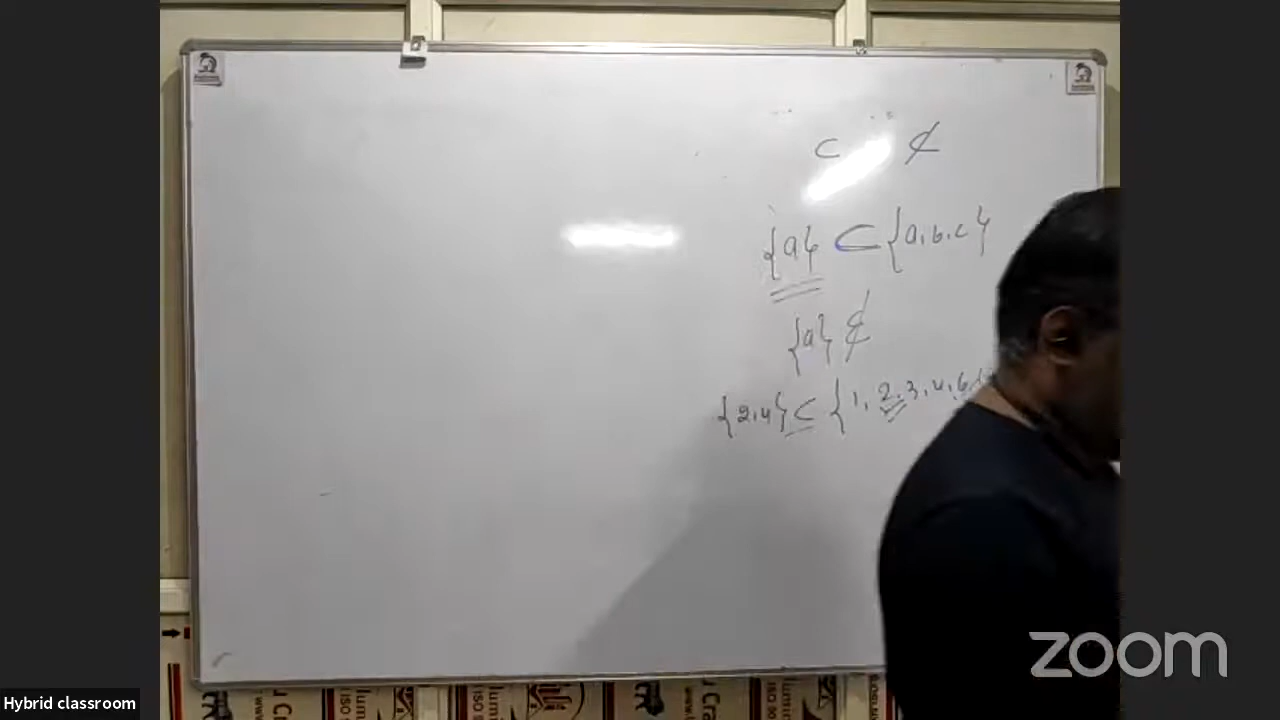 ⊂ ⊄
{a} ⊂ {a, b, c}
{a} ⊄
{2,4} ⊂ {1, 2, 3, 4, 6
Hybrid classroom
zoom